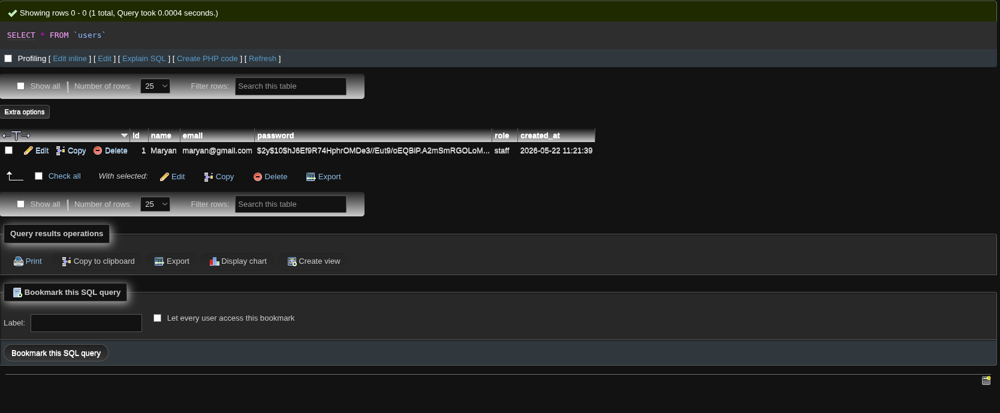 Showing rows 0 - 0 (1 total, Query took 0.0004 seconds.)
SELECT * FROM `users`
Profiling [ Edit inline ] [ Edit ] [ Explain SQL ] [ Create PHP code ] [ Refresh ]
Show all Number of rows: 25 Filter rows: Search this table
Extra options
id name email password role created_at
Edit Copy Delete 1 Maryan maryan@gmail.com $2y$10$hJ6Ef9R74HphrOMDe3//Eut9/oEQBlP.A2mSmRGOLoM... staff 2026-05-22 11:21:39
Check all With selected: Edit Copy Delete Export
Show all Number of rows: 25 Filter rows: Search this table
Query results operations
Print Copy to clipboard Export Display chart Create view
Bookmark this SQL query
Label: Let every user access this bookmark
Bookmark this SQL query